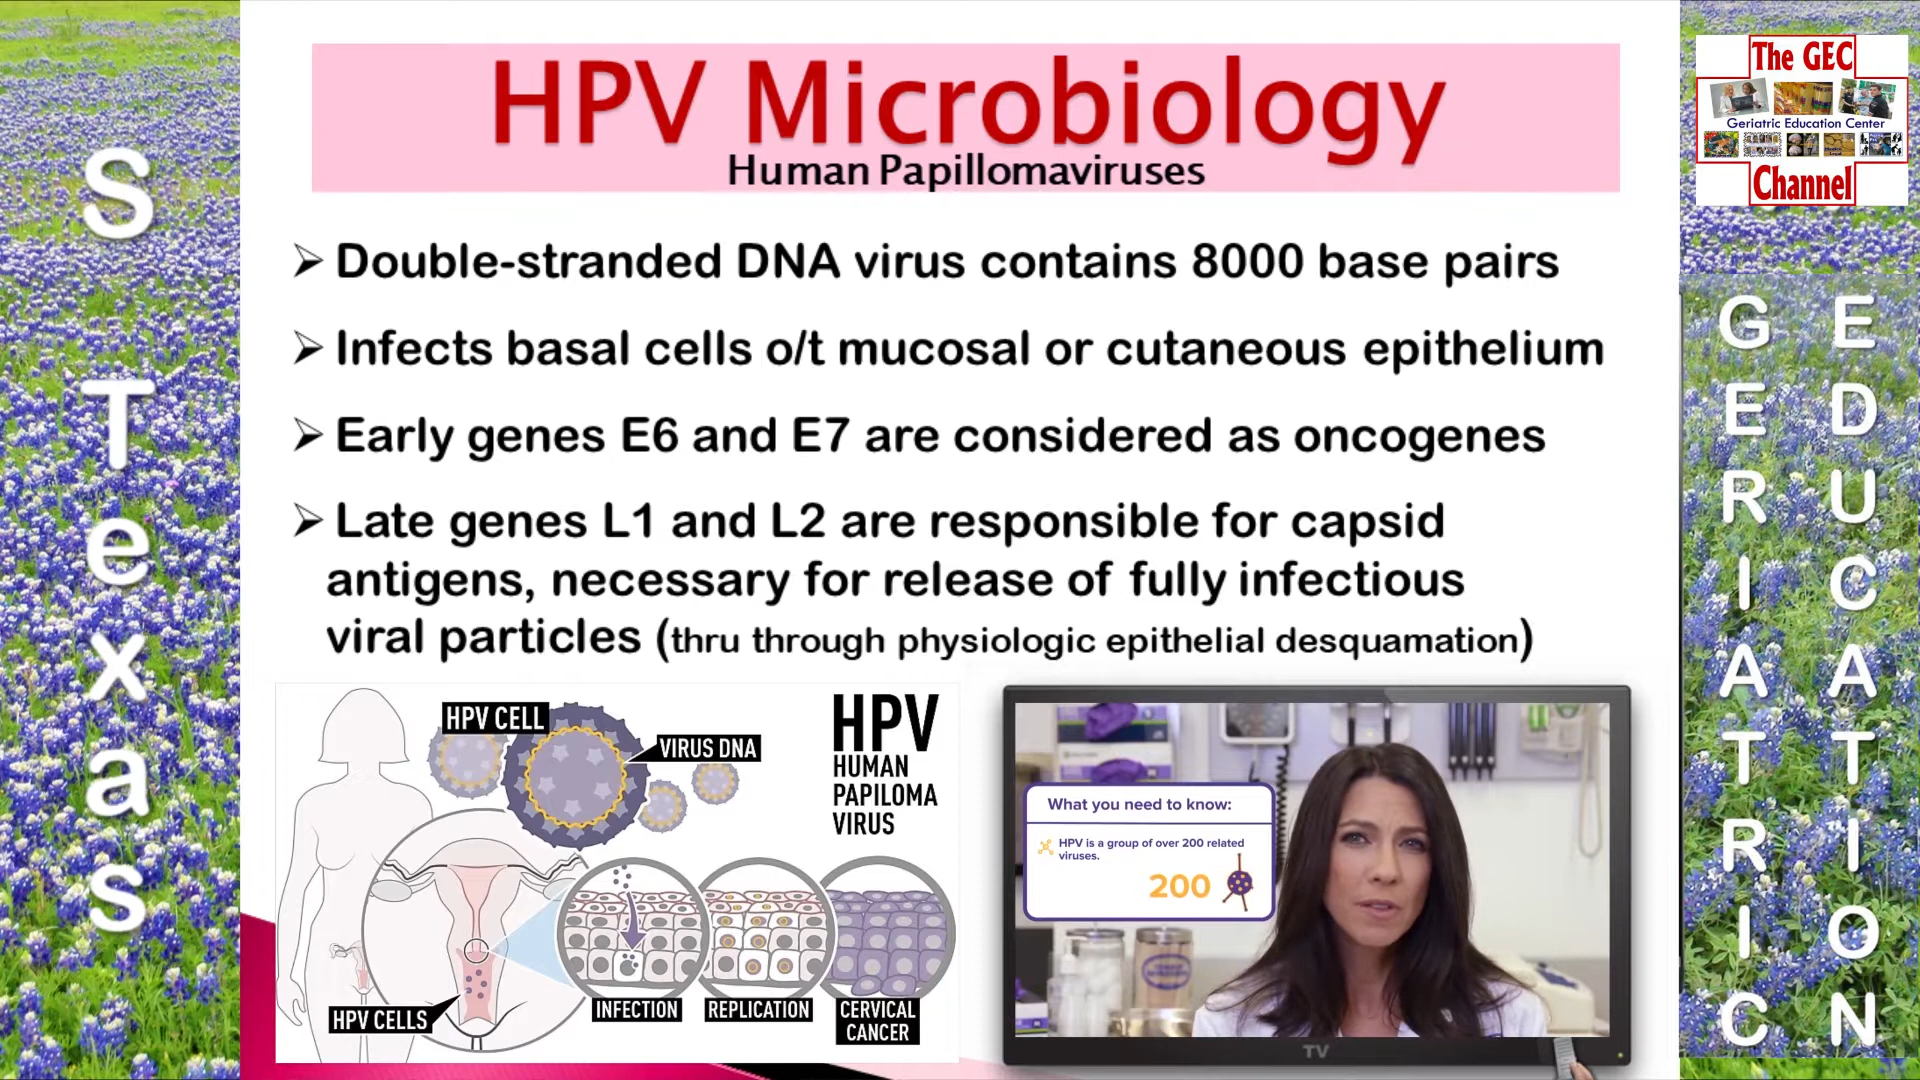 HPV Microbiology
Human Papillomaviruses
The GEC
Geriatric Education Center
Channel
S Texas
GERIATRIC
EDUCATION
➢ Double-stranded DNA virus contains 8000 base pairs
➢ Infects basal cells o/t mucosal or cutaneous epithelium
➢ Early genes E6 and E7 are considered as oncogenes
➢ Late genes L1 and L2 are responsible for capsid
antigens, necessary for release of fully infectious
viral particles (thru through physiologic epithelial desquamation)
HPV CELL
VIRUS DNA
HPV
HUMAN
PAPILOMA
VIRUS
HPV CELLS
INFECTION
REPLICATION
CERVICAL
CANCER
What you need to know:
HPV is a group of over 200 related
viruses.
200
TV